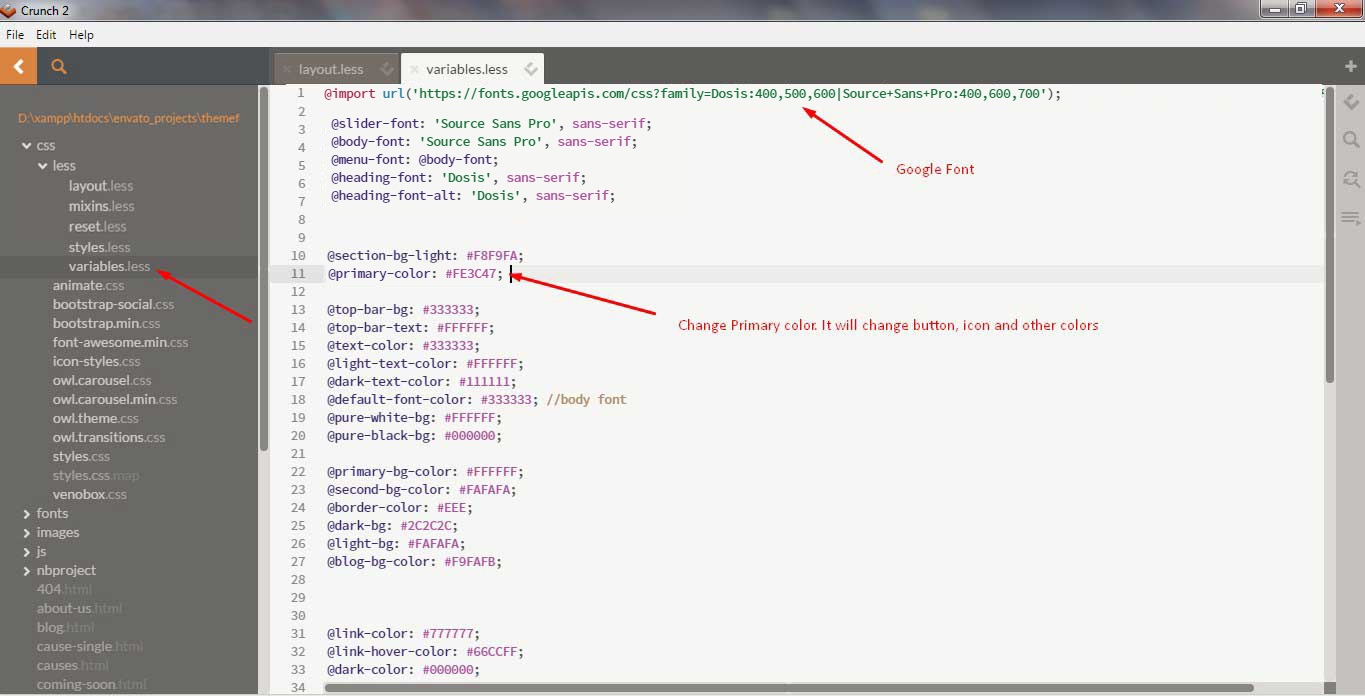 Crunch 2
File Edit Help
layout.less
variables.less
D:\xampp\htdocs\envato_projects\themef
css
less
layout.less
mixins.less
reset.less
styles.less
variables.less
animate.css
bootstrap-social.css
bootstrap.min.css
font-awesome.min.css
icon-styles.css
owl.carousel.css
owl.carousel.min.css
owl.theme.css
owl.transitions.css
styles.css
styles.css.map
venobox.css
fonts
images
js
nbproject
404.html
about-us.html
blog.html
cause-single.html
causes.html
coming-soon.html
1 @import url('https://fonts.googleapis.com/css?family=Dosis:400,500,600|Source+Sans+Pro:400,600,700');
2
3 @slider-font: 'Source Sans Pro', sans-serif;
4 @body-font: 'Source Sans Pro', sans-serif;
5 @menu-font: @body-font;
6 @heading-font: 'Dosis', sans-serif;
7 @heading-font-alt: 'Dosis', sans-serif;
8
9
10 @section-bg-light: #F8F9FA;
11 @primary-color: #FE3C47;
12
13 @top-bar-bg: #333333;
14 @top-bar-text: #FFFFFF;
15 @text-color: #333333;
16 @light-text-color: #FFFFFF;
17 @dark-text-color: #111111;
18 @default-font-color: #333333; //body font
19 @pure-white-bg: #FFFFFF;
20 @pure-black-bg: #000000;
21
22 @primary-bg-color: #FFFFFF;
23 @second-bg-color: #FAFAFA;
24 @border-color: #EEE;
25 @dark-bg: #2C2C2C;
26 @light-bg: #FAFAFA;
27 @blog-bg-color: #F9FAFB;
28
29
30
31 @link-color: #777777;
32 @link-hover-color: #66CCFF;
33 @dark-color: #000000;
34
Google Font
Change Primary color. It will change button, icon and other colors